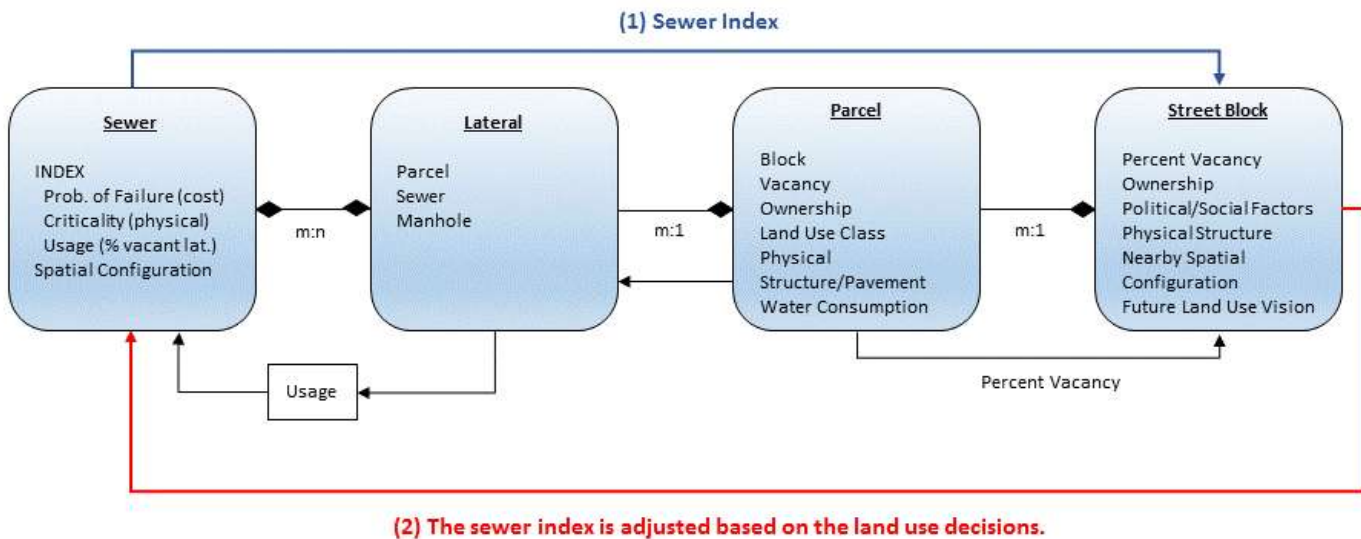 (1) Sewer Index
Sewer
INDEX
Prob. of Failure (cost)
Criticality (physical)
Usage (% vacant lat.)
Spatial Configuration
m:n
Lateral
Parcel
Sewer
Manhole
m:1
Parcel
Block
Vacancy
Ownership
Land Use Class
Physical
Structure/Pavement
Water Consumption
m:1
Street Block
Percent Vacancy
Ownership
Political/Social Factors
Physical Structure
Nearby Spatial
Configuration
Future Land Use Vision
Usage
Percent Vacancy
(2) The sewer index is adjusted based on the land use decisions.